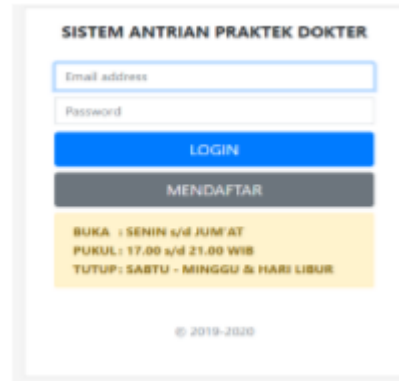 SISTEM ANTRIAN PRAKTEK DOKTER
Email address
Password
LOGIN
MENDAFTAR
BUKA : SENIN s/d JUM'AT
PUKUL : 17.00 s/d 21.00 WIB
TUTUP : SABTU - MINGGU & HARI LIBUR
© 2019-2020